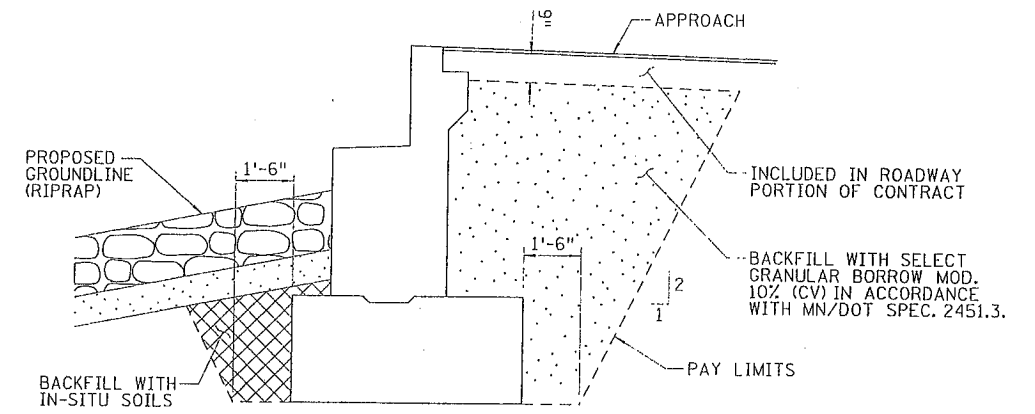 6"
APPROACH
PROPOSED
GROUNDLINE
(RIPRAP)
1'-6"
INCLUDED IN ROADWAY
PORTION OF CONTRACT
1'-6"
BACKFILL WITH SELECT
GRANULAR BORROW MOD.
10% (CV) IN ACCORDANCE
WITH MN/DOT SPEC. 2451.3.
2
1
PAY LIMITS
BACKFILL WITH
IN-SITU SOILS